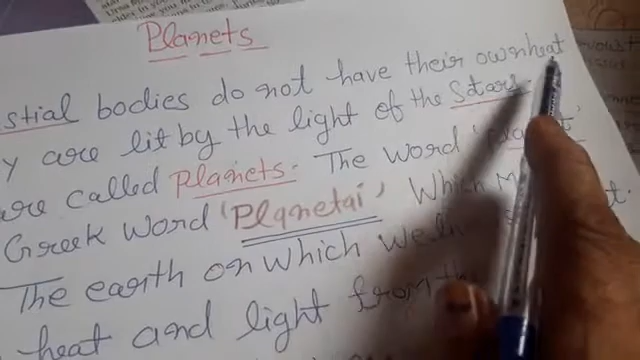 Planets
stial bodies do not have their own heat
y are lit by the light of the Stars
are called Planets. The word 'Planet'
Greek Word 'Planetai' Which
The earth on which we
heat and light from